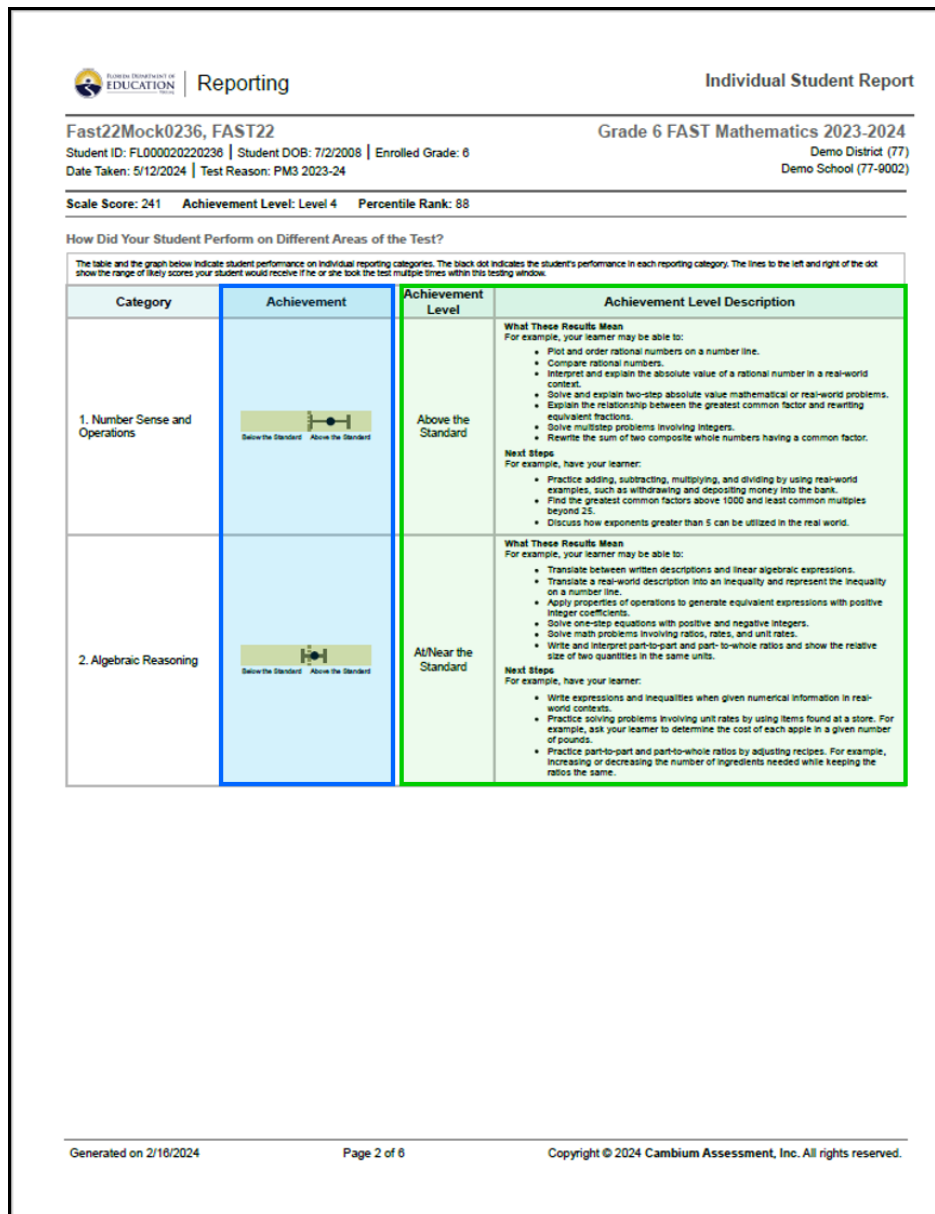 FLORIDA DEPARTMENT OF
EDUCATION
Reporting
Individual Student Report
Fast22Mock0236, FAST22
Grade 6 FAST Mathematics 2023-2024
Student ID: FL000020220236 | Student DOB: 7/2/2008 | Enrolled Grade: 6
Demo District (77)
Date Taken: 5/12/2024 | Test Reason: PM3 2023-24
Demo School (77-9002)
Scale Score: 241 Achievement Level: Level 4 Percentile Rank: 88
How Did Your Student Perform on Different Areas of the Test?
The table and the graph below indicate student performance on individual reporting categories. The black dot indicates the student's performance in each reporting category. The lines to the left and right of the dot
show the range of likely scores your student would receive if he or she took the test multiple times within this testing window.
Category
Achievement
Achievement
Level
Achievement Level Description
1. Number Sense and
Operations
Below the Standard Above the Standard
Above the
Standard
What These Results Mean
For example, your learner may be able to:
• Plot and order rational numbers on a number line.
• Compare rational numbers.
• Interpret and explain the absolute value of a rational number in a real-world
context.
• Solve and explain two-step absolute value mathematical or real-world problems.
• Explain the relationship between the greatest common factor and rewriting
equivalent fractions.
• Solve multistep problems involving integers.
• Rewrite the sum of two composite whole numbers having a common factor.
Next Steps
For example, have your learner:
• Practice adding, subtracting, multiplying, and dividing by using real-world
examples, such as withdrawing and depositing money into the bank.
• Find the greatest common factors above 1000 and least common multiples
beyond 25.
• Discuss how exponents greater than 5 can be utilized in the real world.
2. Algebraic Reasoning
Below the Standard Above the Standard
At/Near the
Standard
What These Results Mean
For example, your learner may be able to:
• Translate between written descriptions and linear algebraic expressions.
• Translate a real-world description into an inequality and represent the inequality
on a number line.
• Apply properties of operations to generate equivalent expressions with positive
integer coefficients.
• Solve one-step equations with positive and negative integers.
• Solve math problems involving ratios, rates, and unit rates.
• Write and interpret part-to-part and part- to-whole ratios and show the relative
size of two quantities in the same units.
Next Steps
For example, have your learner:
• Write expressions and inequalities when given numerical information in real-
world contexts.
• Practice solving problems involving unit rates by using items found at a store. For
example, ask your learner to determine the cost of each apple in a given number
of pounds.
• Practice part-to-part and part-to-whole ratios by adjusting recipes. For example,
increasing or decreasing the number of ingredients needed while keeping the
ratios the same.
Generated on 2/16/2024
Page 2 of 6
Copyright © 2024 Cambium Assessment, Inc. All rights reserved.